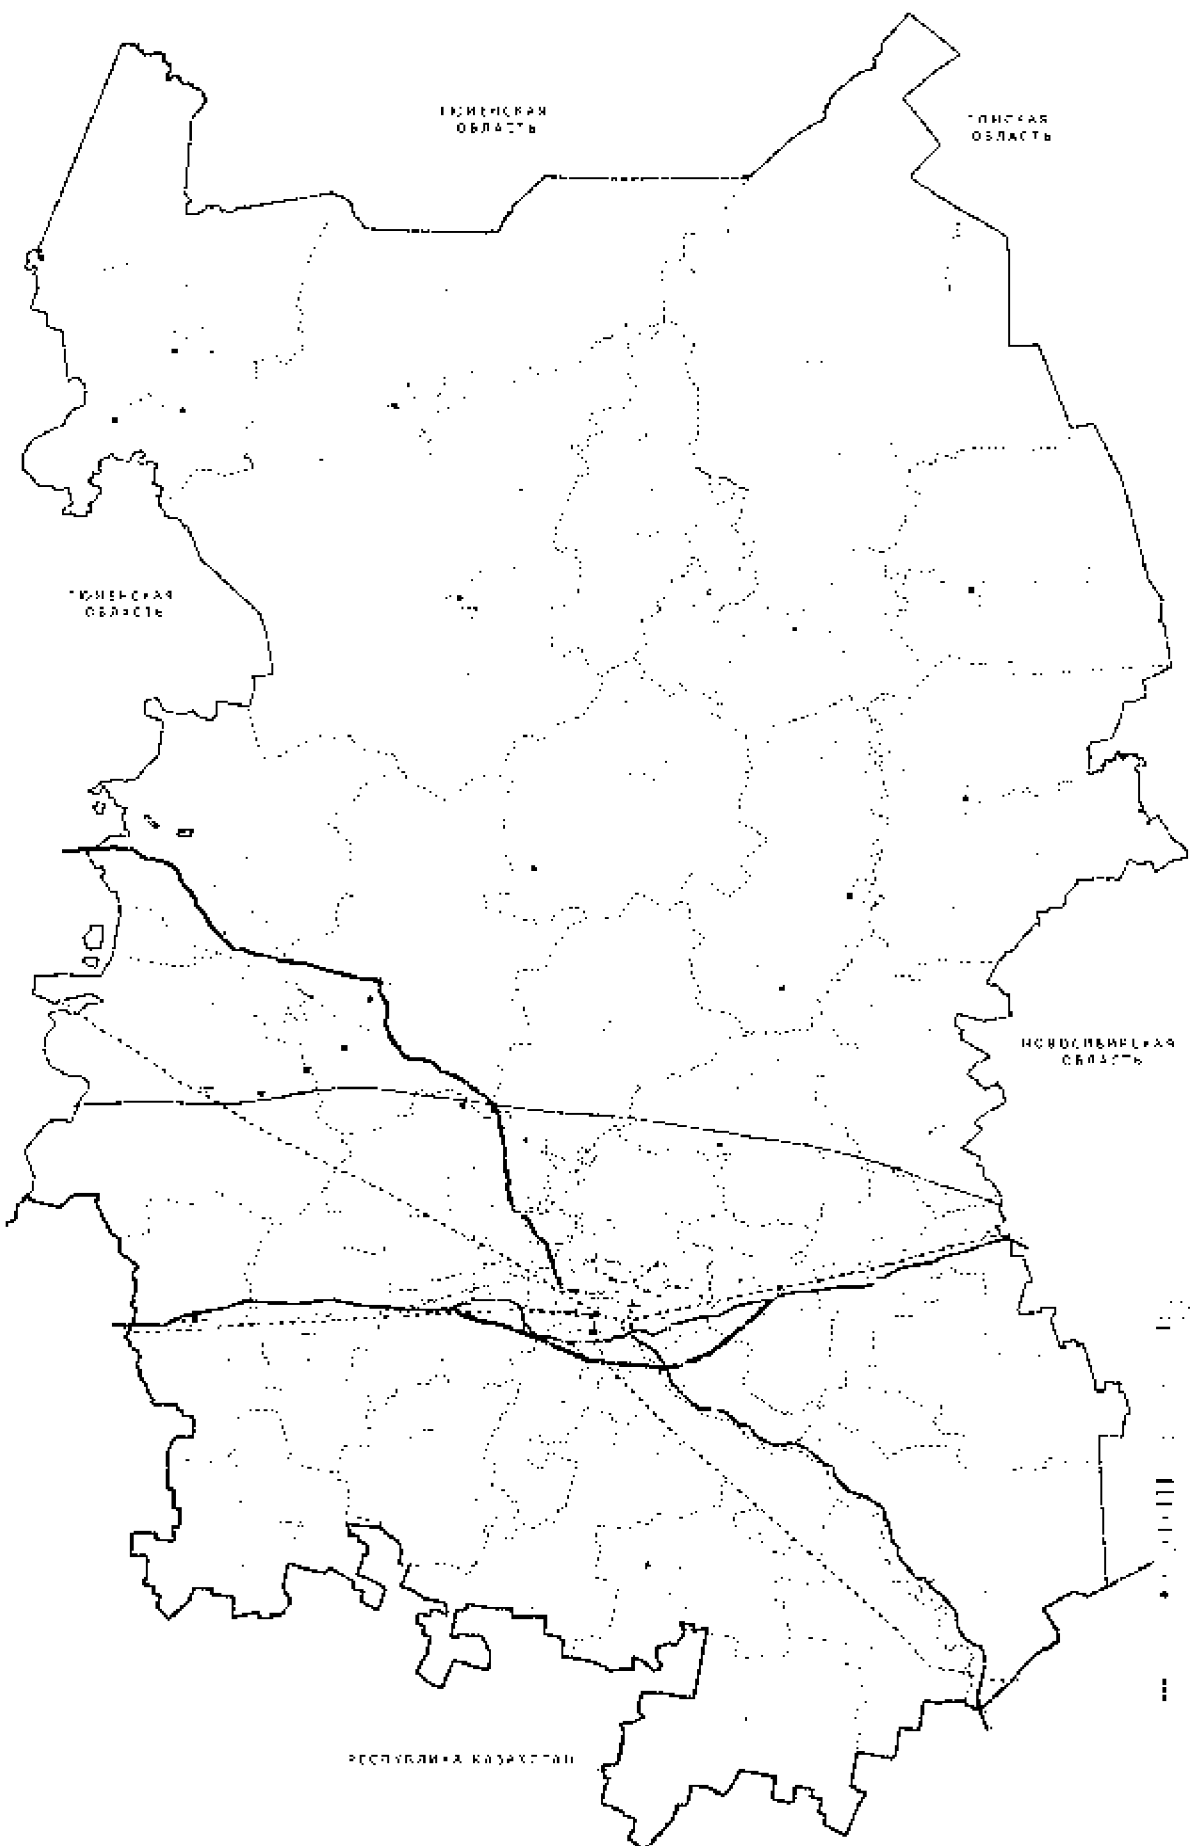 ТЮМЕНСКАЯ
ОБЛАСТЬ
ТОМСКАЯ
ОБЛАСТЬ
ТЮМЕНСКАЯ
ОБЛАСТЬ
НОВОСИБИРСКАЯ
ОБЛАСТЬ
РЕСПУБЛИКА КАЗАХСТАН